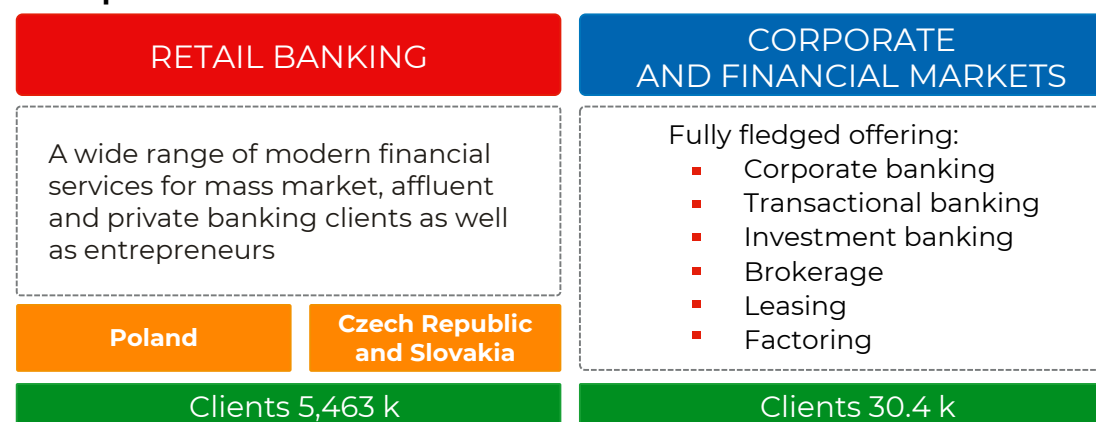 RETAIL BANKING
A wide range of modern financial
services for mass market, affluent
and private banking clients as well
as entrepreneurs
Poland
Czech Republic
and Slovakia
Clients 5,463 k
CORPORATE
AND FINANCIAL MARKETS
Fully fledged offering:
Corporate banking
Transactional banking
Investment banking
Brokerage
Leasing
Factoring
Clients 30.4 k